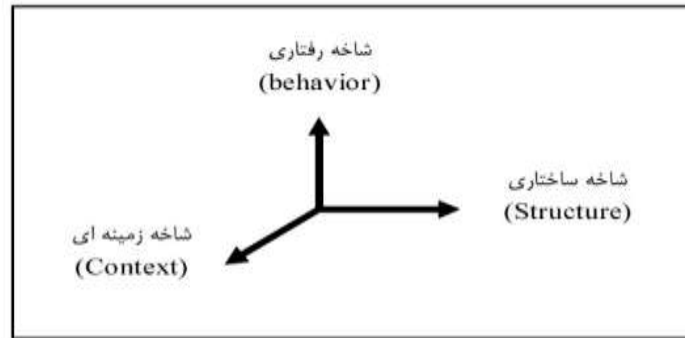 شاخه رفتاری
(behavior)
شاخه ساختاری
(Structure)
شاخه زمینه ای
(Context)